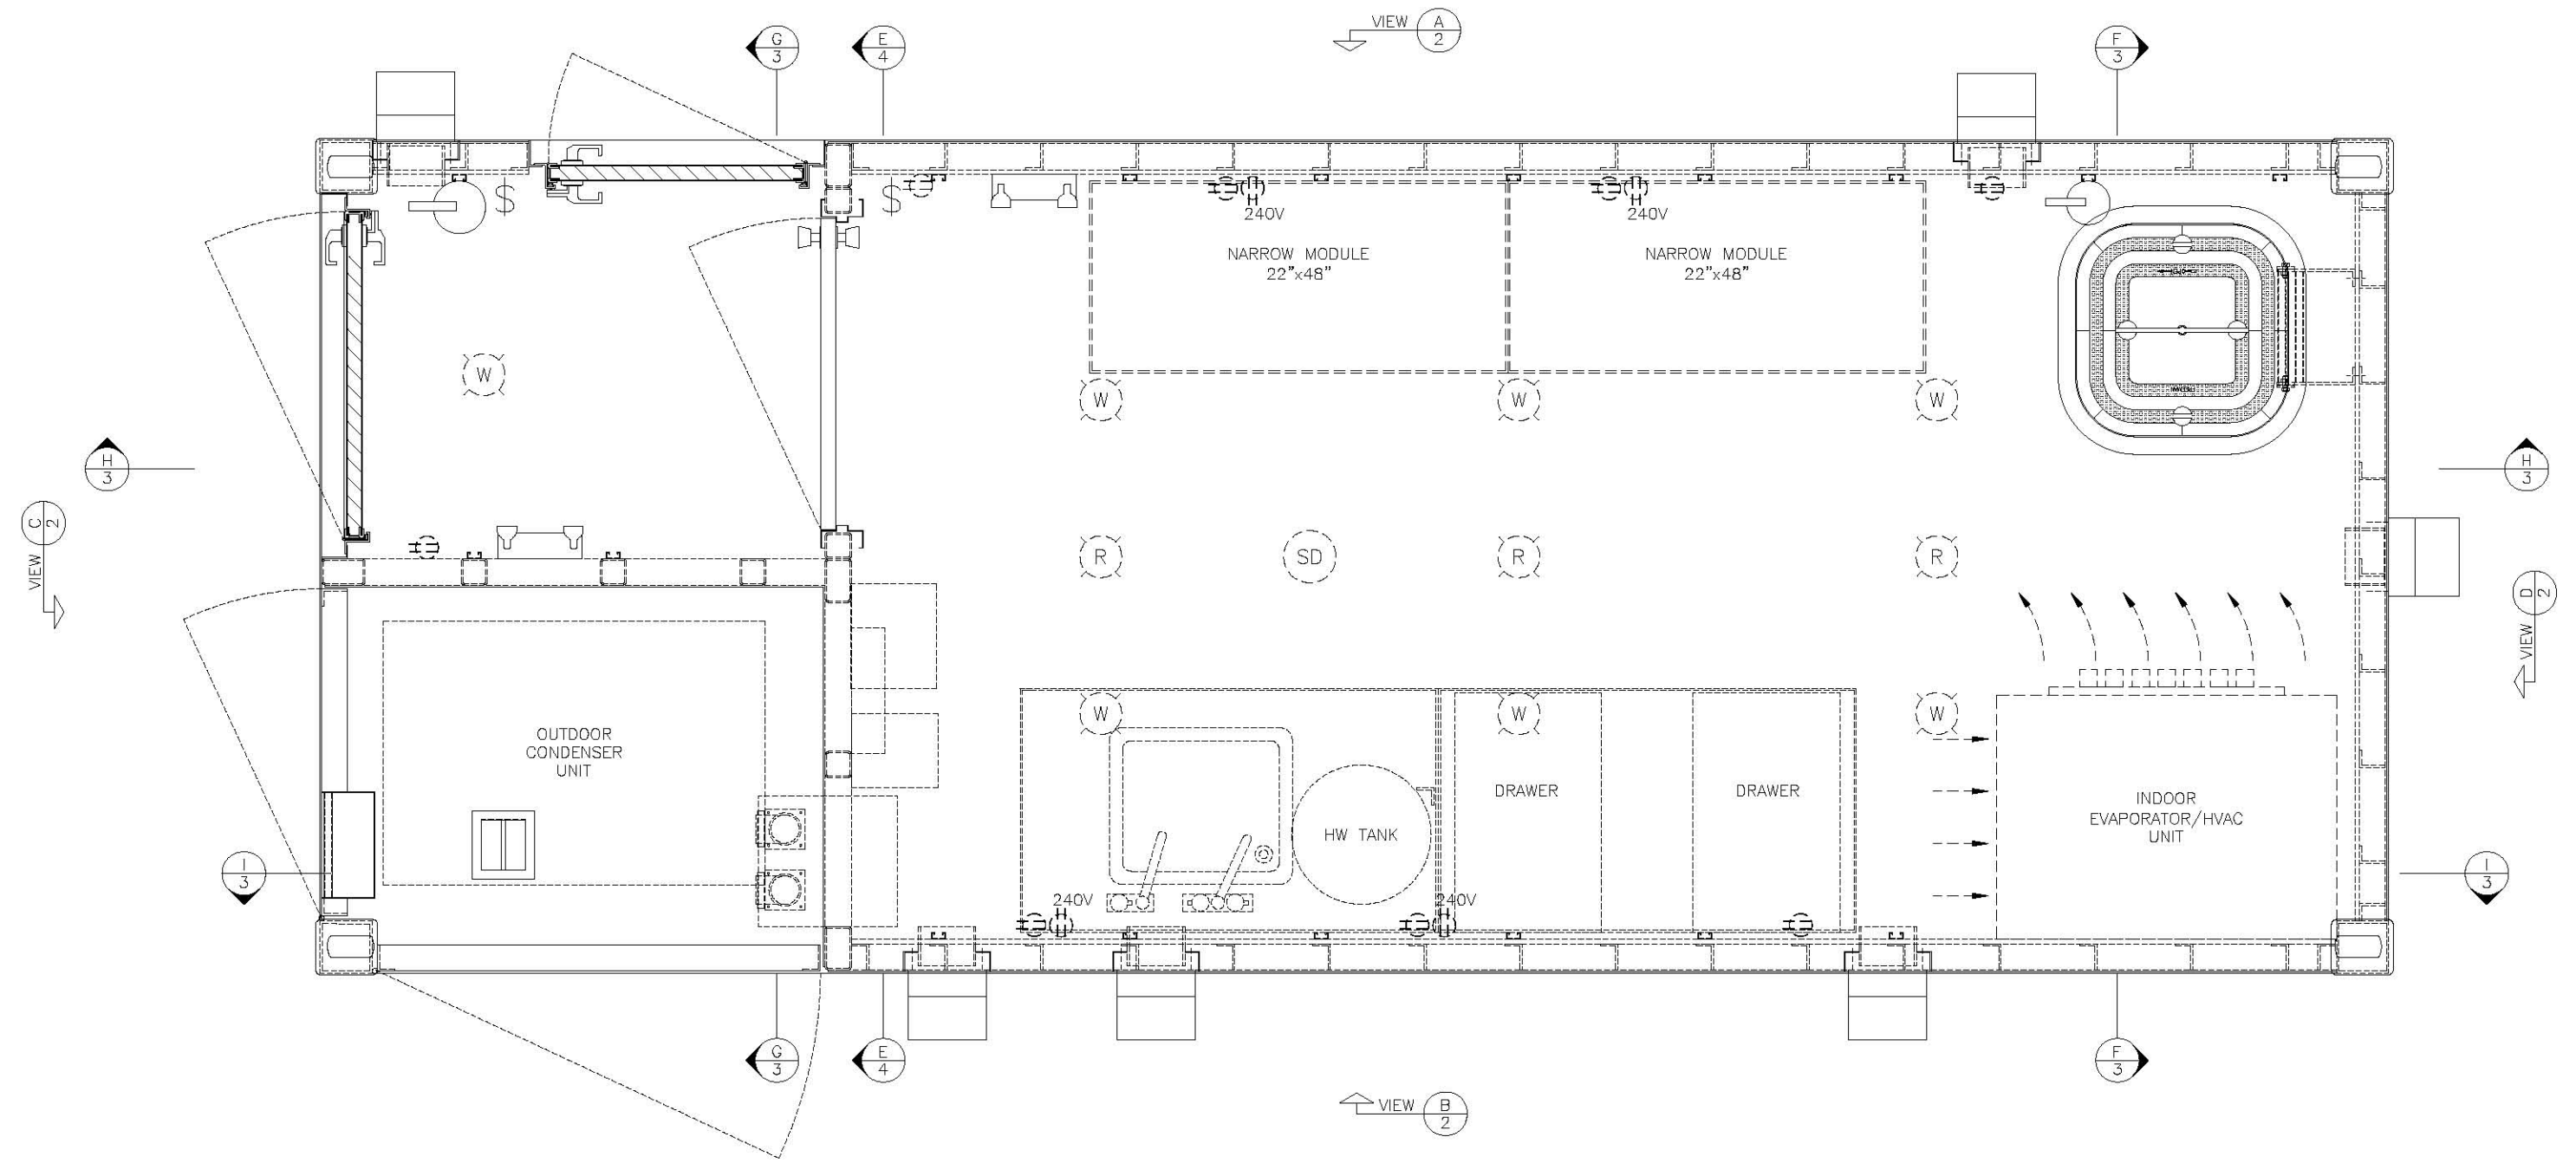 VIEW A
2
G
3
E
4
F
3
$
$
240V
240V
NARROW MODULE
22"x48"
NARROW MODULE
22"x48"
W
W
W
W
H
3
H
3
VIEW C
2
R
SD
R
R
VIEW D
2
W
W
W
OUTDOOR
CONDENSER
UNIT
DRAWER
DRAWER
INDOOR
EVAPORATOR/HVAC
UNIT
HW TANK
I
3
I
3
240V
240V
G
3
E
4
F
3
VIEW B
2